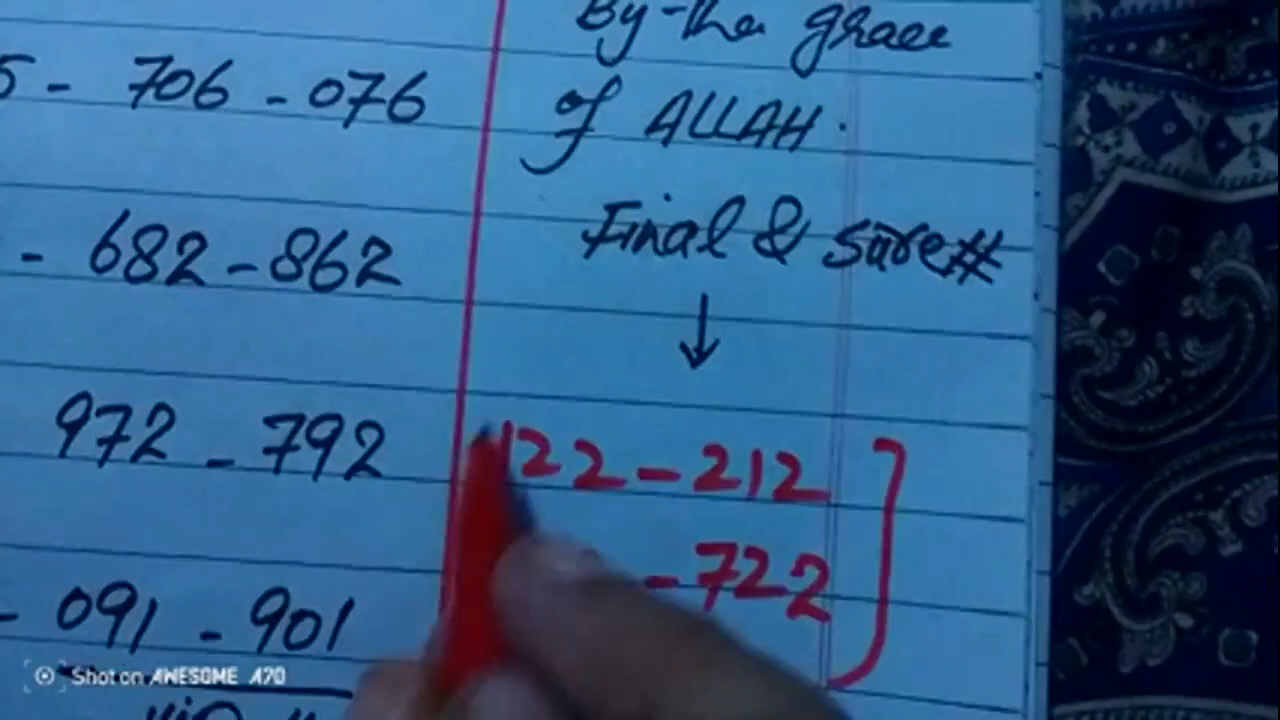 By-the grace
of ALLAH.
Final & sure#
5 - 706 - 076
- 682 - 862
972 - 792
- 091 - 901
122 - 212
- 722
Shot on AWESOME A70